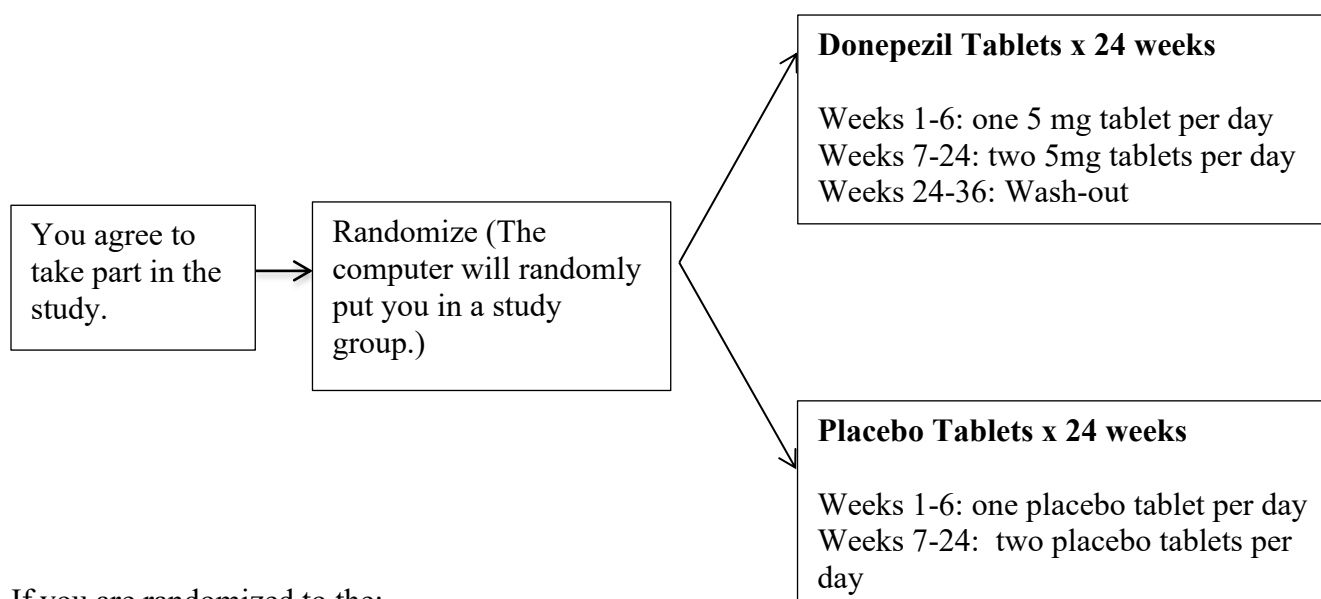 You agree to
take part in the
study.
Randomize (The
computer will randomly
put you in a study
group.)
Donepezil Tablets x 24 weeks
Weeks 1-6: one 5 mg tablet per day
Weeks 7-24: two 5mg tablets per day
Weeks 24-36: Wash-out
Placebo Tablets x 24 weeks
Weeks 1-6: one placebo tablet per day
Weeks 7-24:  two placebo tablets per
day
If you are randomized to the: